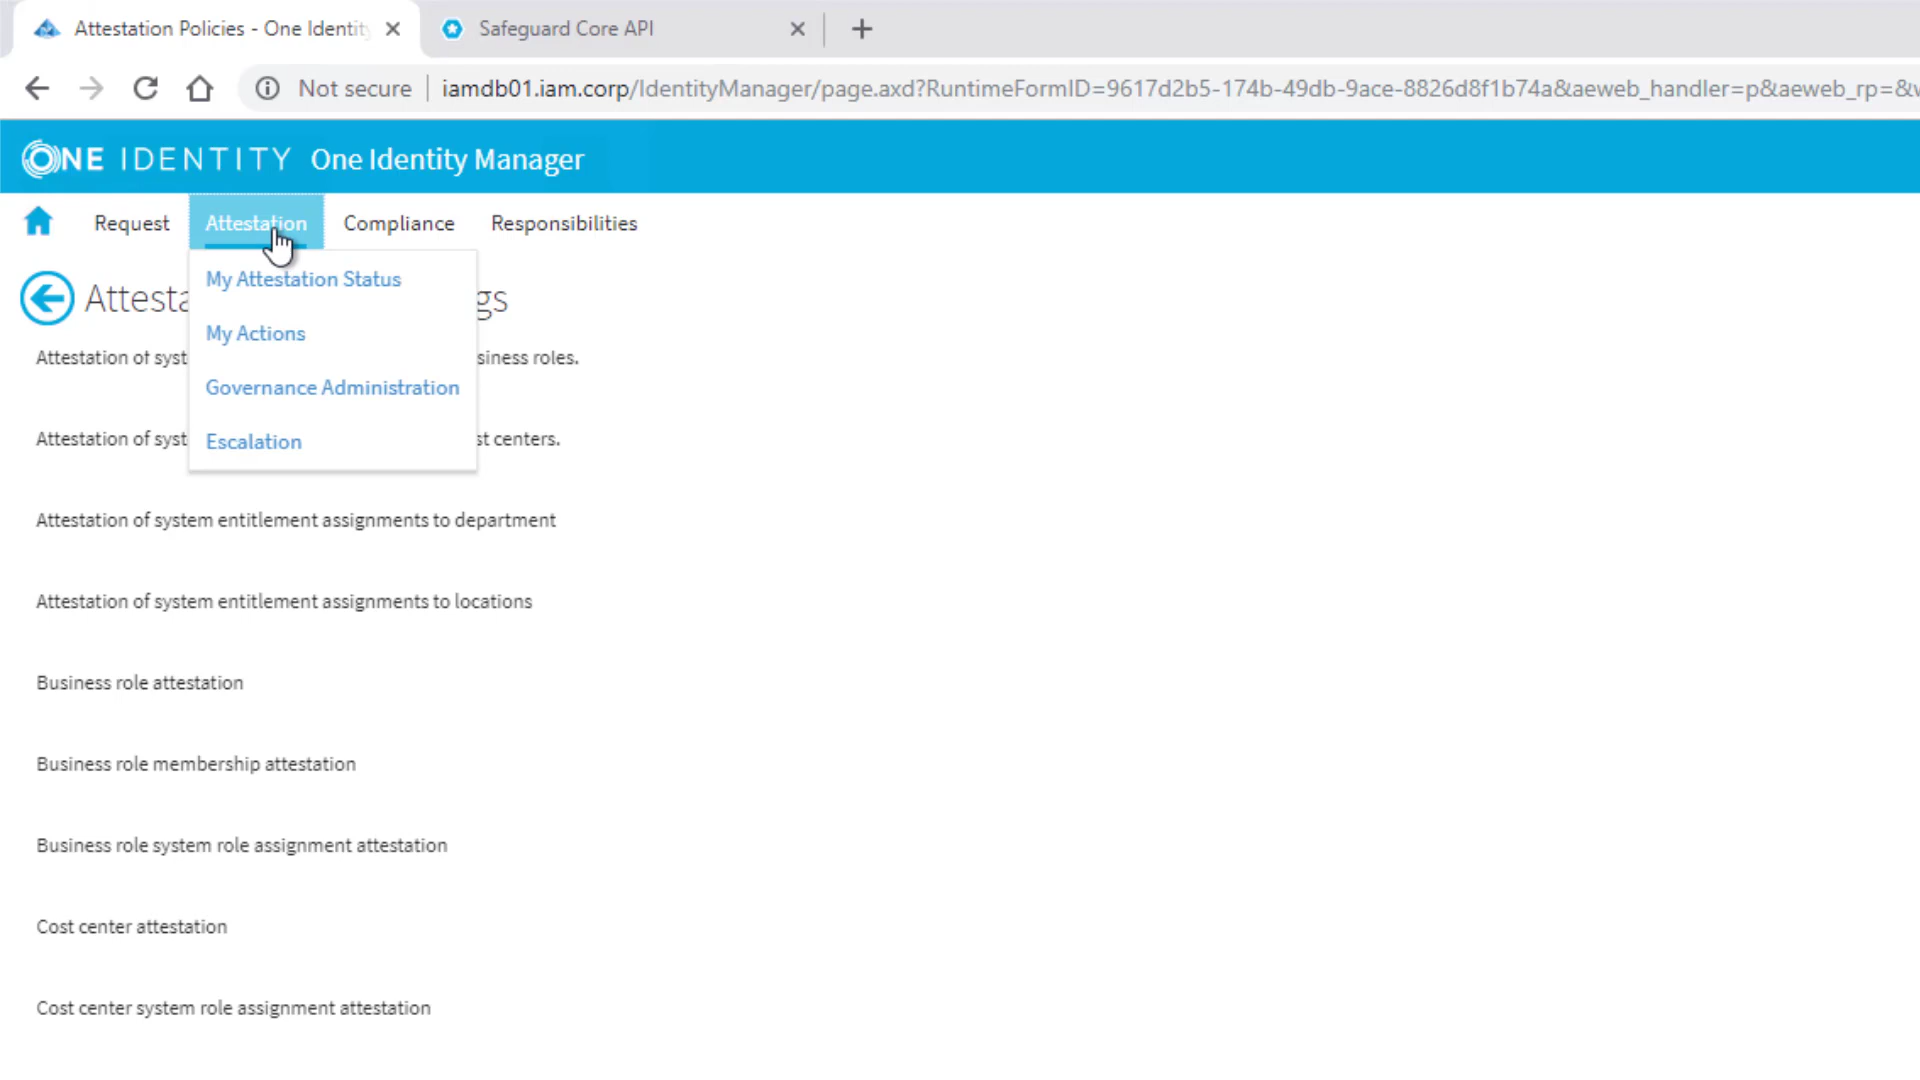 Attestation Policies - One Identity
Safeguard Core API
Not secure
iamdb01.iam.corp/IdentityManager/page.axd?RuntimeFormID=9617d2b5-174b-49db-9ace-8826d8f1b74a&aeweb_handler=p&aeweb_rp=&w
ONE IDENTITY One Identity Manager
Request Attestation Compliance Responsibilities
My Attestation Status
Attesta gs
My Actions
Attestation of syst siness roles.
Governance Administration
Attestation of syst st centers.
Escalation
Attestation of system entitlement assignments to department
Attestation of system entitlement assignments to locations
Business role attestation
Business role membership attestation
Business role system role assignment attestation
Cost center attestation
Cost center system role assignment attestation